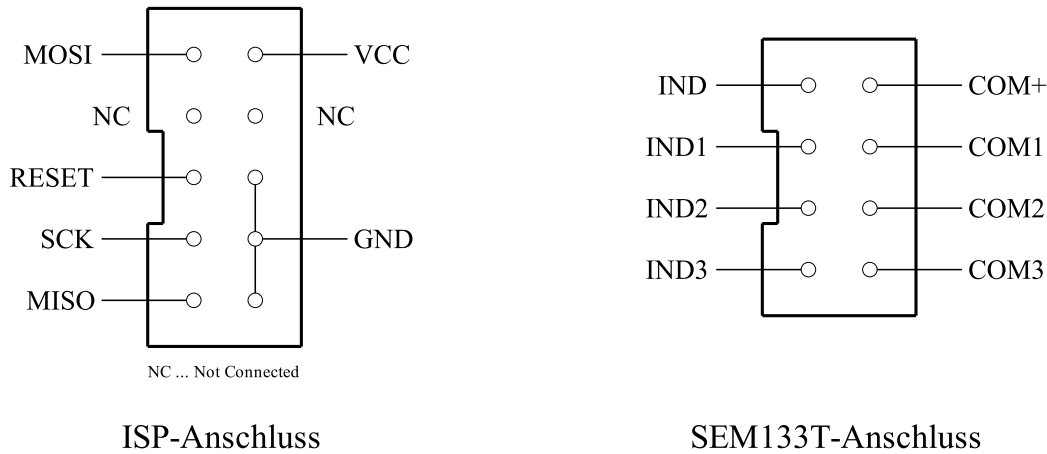 MOSI VCC
NC NC
RESET
SCK GND
MISO
NC ... Not Connected
ISP-Anschluss
IND COM+
IND1 COM1
IND2 COM2
IND3 COM3
SEM133T-Anschluss